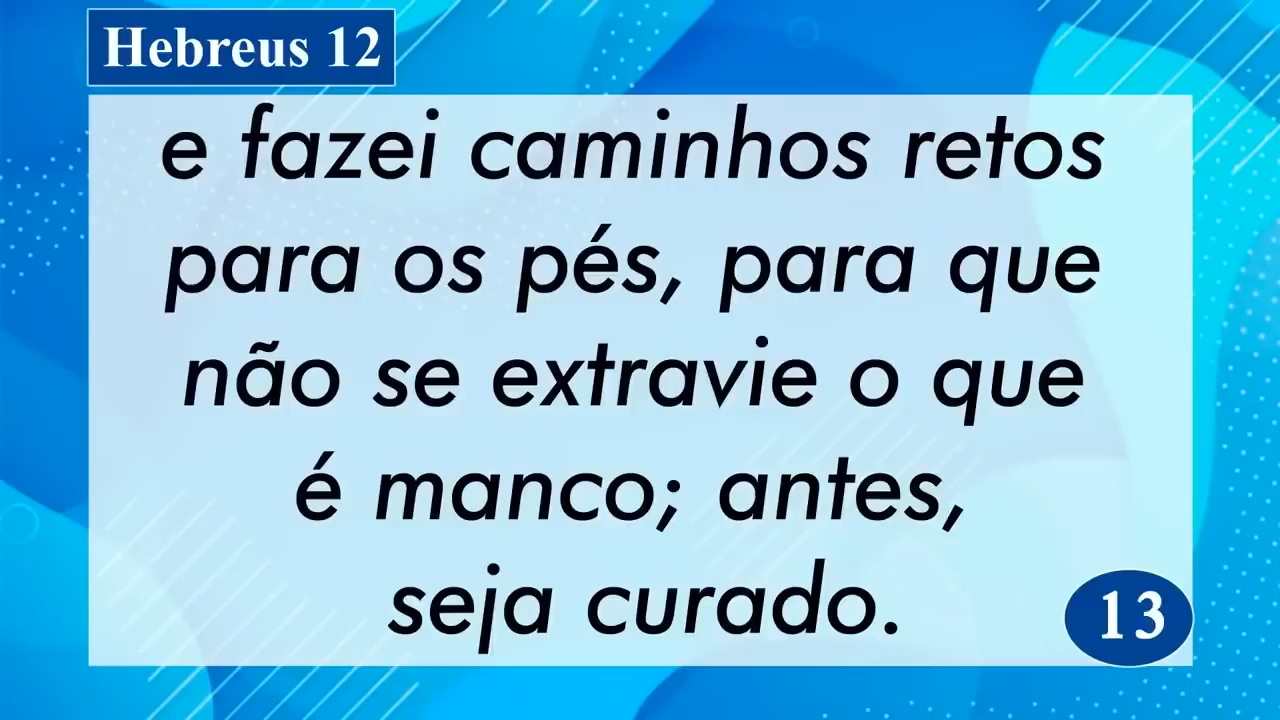 Hebreus 12
e fazei caminhos retos
para os pés, para que
não se extravie o que
é manco; antes,
seja curado.
13